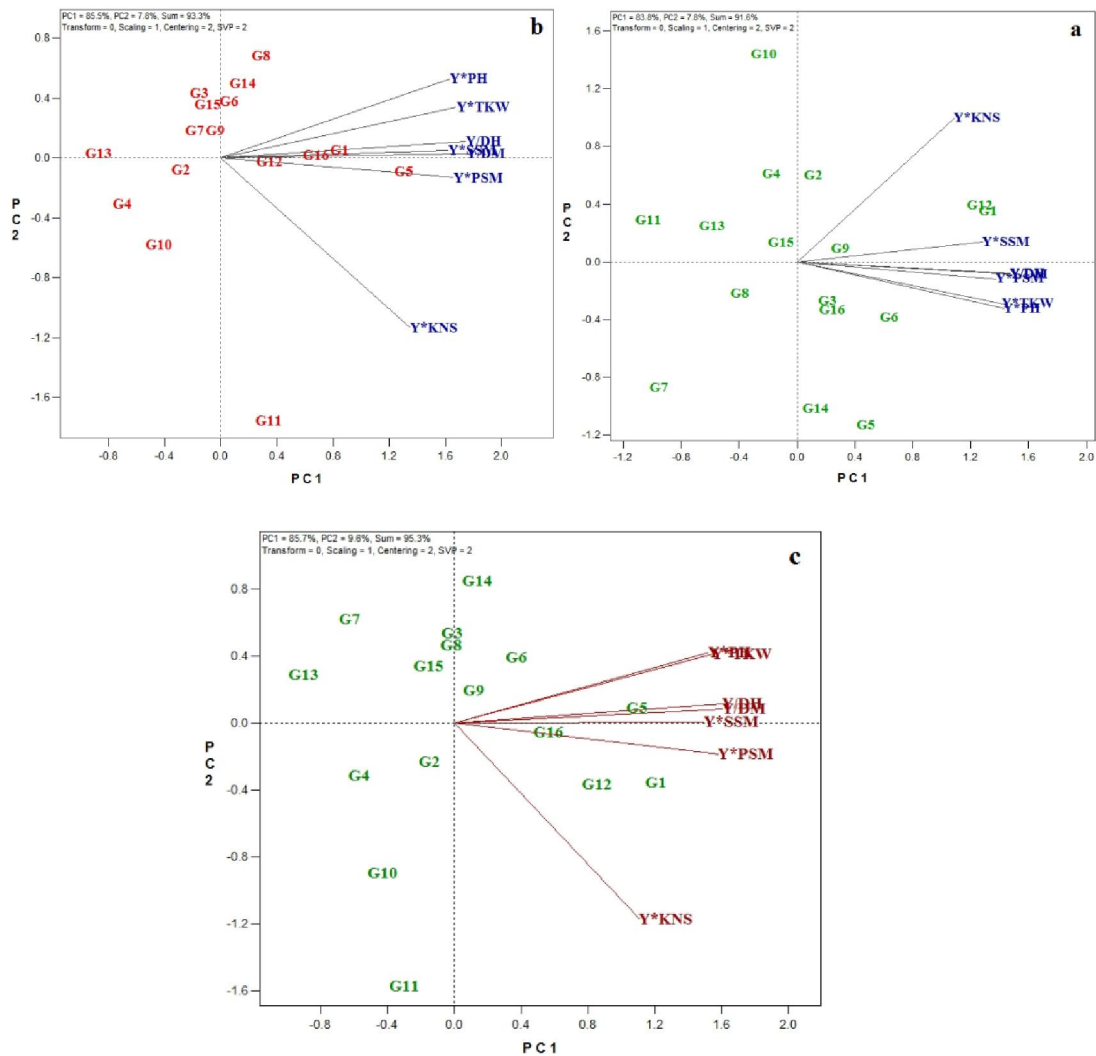 PC1 = 85.5%, PC2 = 7.8%, Sum = 93.3%
Transform = 0, Scaling = 1, Centering = 2, SVP = 2
b
0.8
0.4
0.0
-0.4
-0.8
-1.2
-1.6
PC2
G8
G14
G3
G15
G6
G7
G9
G13
G2
G12
G16
G1
G5
G4
G10
G11
Y*PH
Y*TKW
Y/DH
Y*SSM
Y/DM
Y*PSM
Y*KNS
-0.8
-0.4
0.0
0.4
0.8
1.2
1.6
2.0
PC1
PC1 = 83.8%, PC2 = 7.8%, Sum = 91.6%
Transform = 0, Scaling = 1, Centering = 2, SVP = 2
a
1.6
1.2
0.8
0.4
0.0
-0.4
-0.8
-1.2
PC2
G10
G4
G2
G12
G1
G11
G13
G15
G9
G8
G3
G16
G6
G7
G14
G5
Y*KNS
Y*SSM
Y/DM
Y*PSM
Y*TKW
Y*PH
-1.2
-0.8
-0.4
0.0
0.4
0.8
1.2
1.6
2.0
PC1
PC1 = 85.7%, PC2 = 9.6%, Sum = 95.3%
Transform = 0, Scaling = 1, Centering = 2, SVP = 2
c
0.8
0.4
0.0
-0.4
-0.8
-1.2
-1.6
PC2
G14
G7
G3
G8
G15
G6
G13
G9
G5
G16
G2
G4
G12
G1
G10
G11
Y*PH
Y*TKW
Y/DH
Y/DM
Y*SSM
Y*PSM
Y*KNS
-0.8
-0.4
0.0
0.4
0.8
1.2
1.6
2.0
PC1